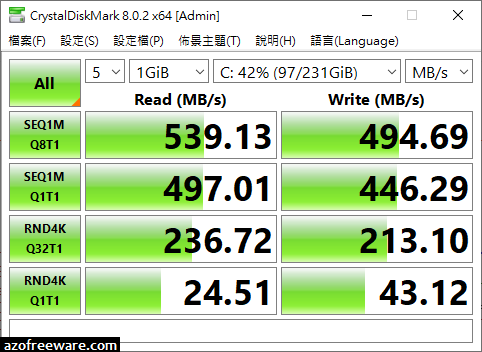 CrystalDiskMark 8.0.2 x64 [Admin]
檔案(F) 設定(S) 設定檔(P) 佈景主題(T) 說明(H) 語言(Language)
All 5 1GiB C: 42% (97/231GiB) MB/s
Read (MB/s) Write (MB/s)
SEQ1M Q8T1 539.13 494.69
SEQ1M Q1T1 497.01 446.29
RND4K Q32T1 236.72 213.10
RND4K Q1T1 24.51 43.12
azofreeware.com